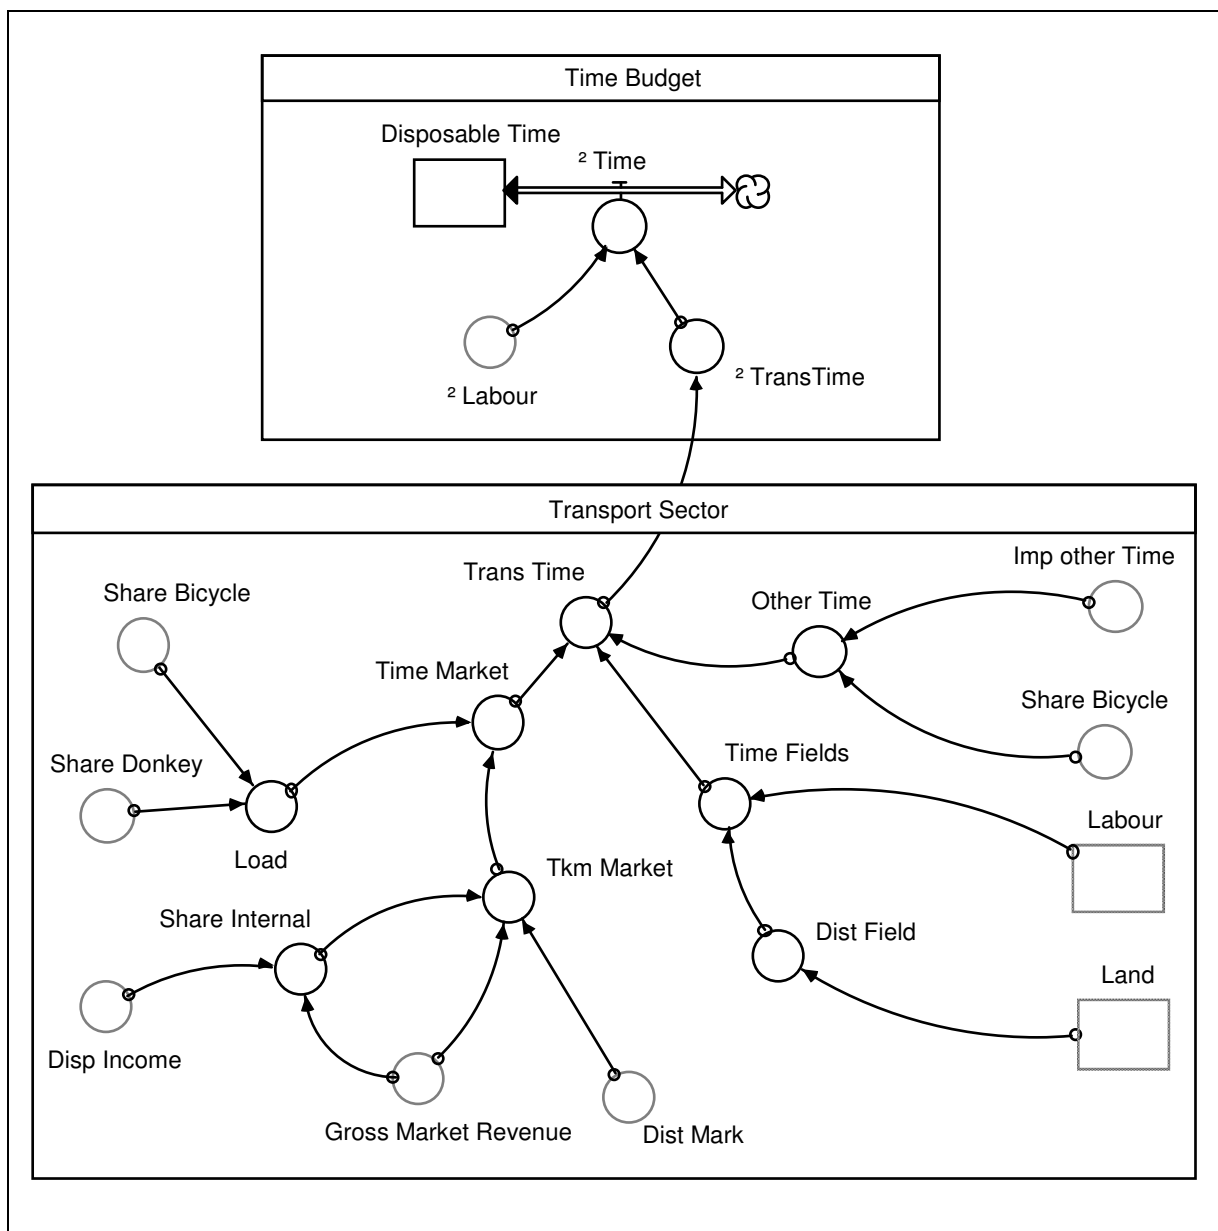 Time Budget
Disposable Time
² Time
² Labour
² TransTime
Transport Sector
Trans Time
Imp other Time
Share Bicycle
Other Time
Time Market
Share Bicycle
Share Donkey
Time Fields
Labour
Load
Tkm Market
Share Internal
Dist Field
Land
Disp Income
Gross Market Revenue
Dist Mark